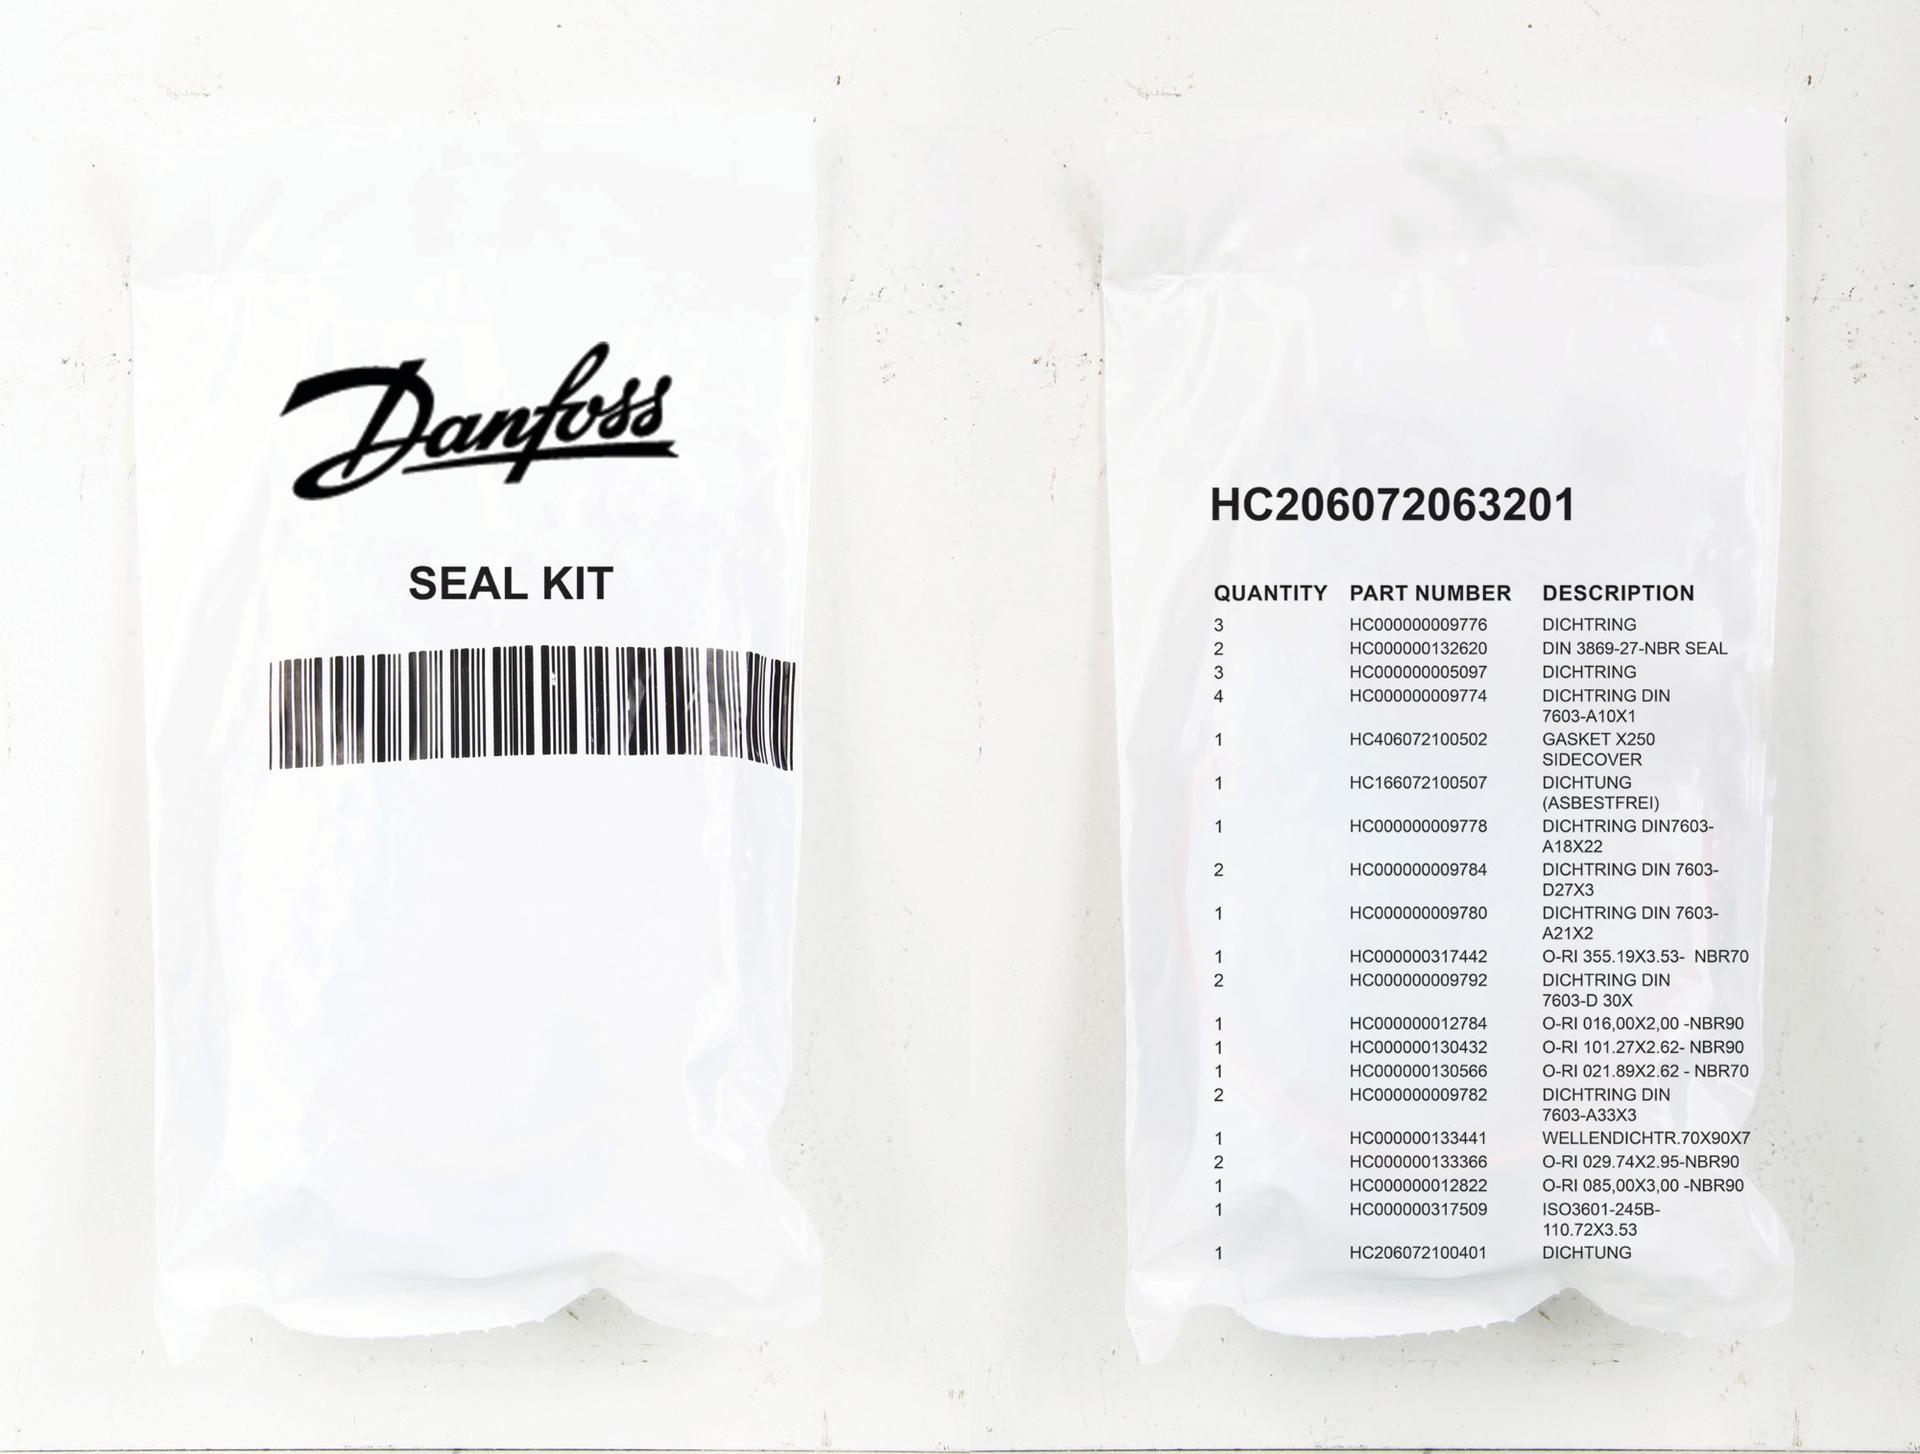 Danfoss
SEAL KIT
HC206072063201
QUANTITY PART NUMBER DESCRIPTION
3 HC000000009776 DICHTRING
2 HC000000132620 DIN 3869-27-NBR SEAL
3 HC000000005097 DICHTRING
4 HC000000009774 DICHTRING DIN
7603-A10X1
1 HC406072100502 GASKET X250
SIDECOVER
1 HC166072100507 DICHTUNG
(ASBESTFREI)
1 HC000000009778 DICHTRING DIN7603-
A18X22
2 HC000000009784 DICHTRING DIN 7603-
D27X3
1 HC000000009780 DICHTRING DIN 7603-
A21X2
1 HC000000317442 O-RI 355.19X3.53- NBR70
2 HC000000009792 DICHTRING DIN
7603-D 30X
1 HC000000012784 O-RI 016,00X2,00 -NBR90
1 HC000000130432 O-RI 101.27X2.62- NBR90
1 HC000000130566 O-RI 021.89X2.62 - NBR70
2 HC000000009782 DICHTRING DIN
7603-A33X3
1 HC000000133441 WELLENDICHTR.70X90X7
2 HC000000133366 O-RI 029.74X2.95-NBR90
1 HC000000012822 O-RI 085,00X3,00 -NBR90
1 HC000000317509 ISO3601-245B-
110.72X3.53
1 HC206072100401 DICHTUNG